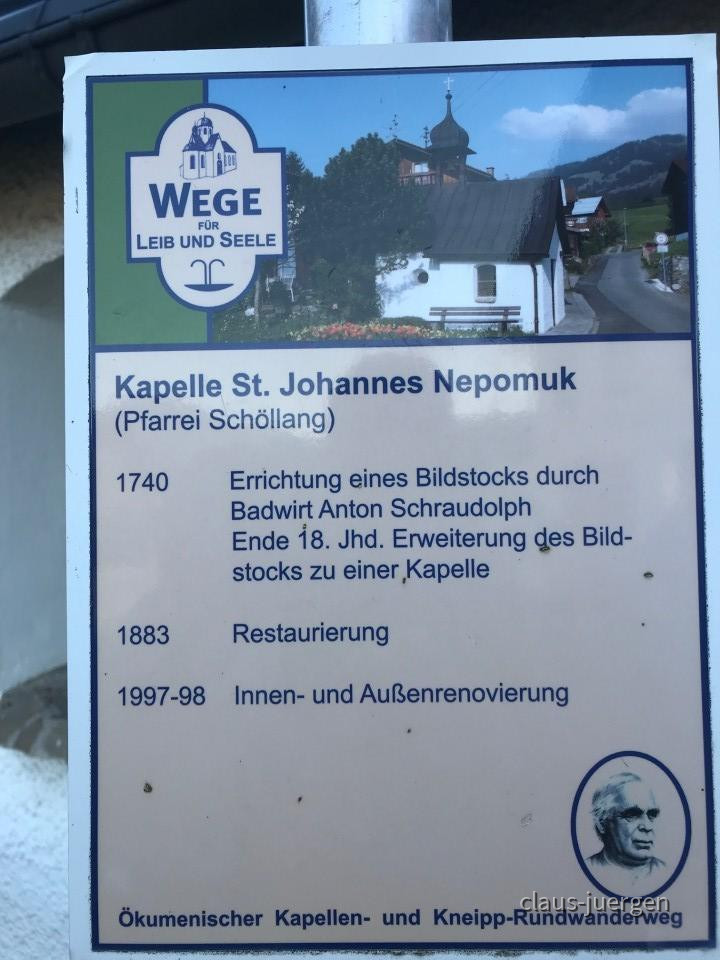 WEGE
FÜR
LEIB UND SEELE
Kapelle St. Johannes Nepomuk
(Pfarrei Schöllang)
1740 Errichtung eines Bildstocks durch
Badwirt Anton Schraudolph
Ende 18. Jhd. Erweiterung des Bild-
stocks zu einer Kapelle
1883 Restaurierung
1997-98 Innen- und Außenrenovierung
Ökumenischer Kapellen- und Kneipp-Rundwanderweg
claus-juergen